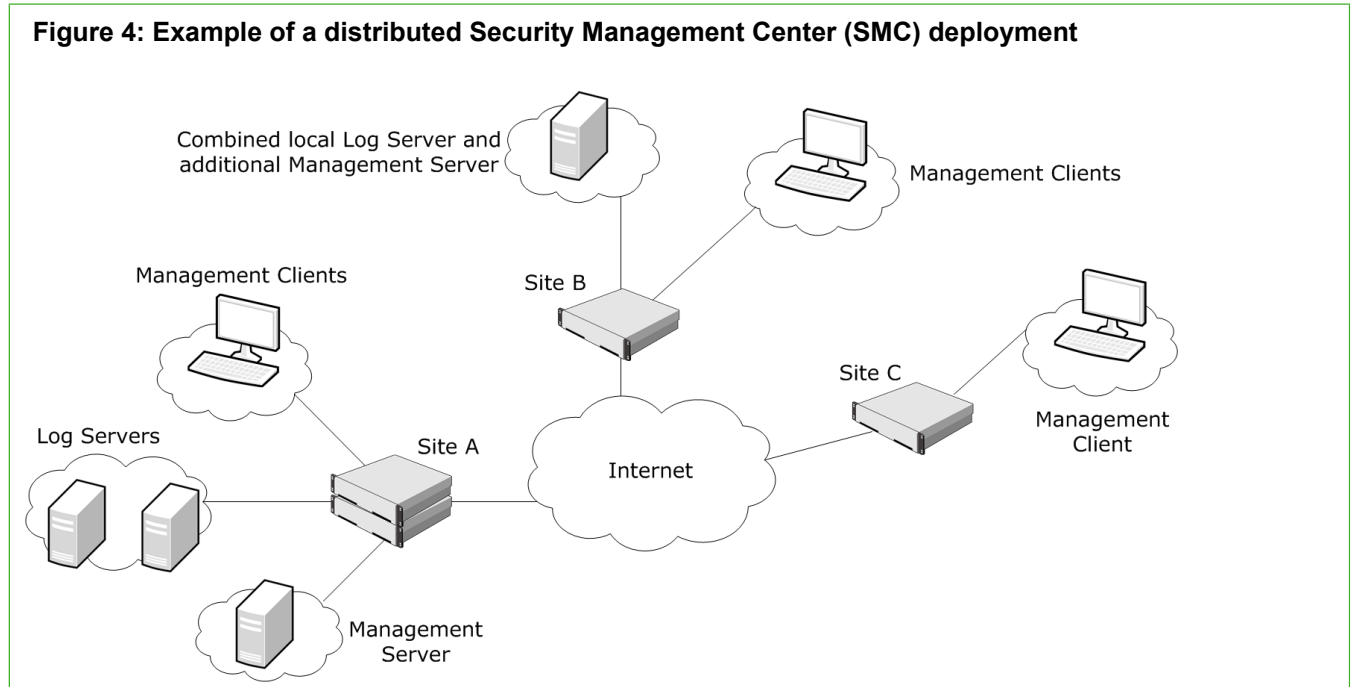 Figure 4: Example of a distributed Security Management Center (SMC) deployment
Combined local Log Server and
additional Management Server
Management Clients
Management Clients
Site B
Site C
Management
Client
Log Servers
Site A
Internet
Management
Server